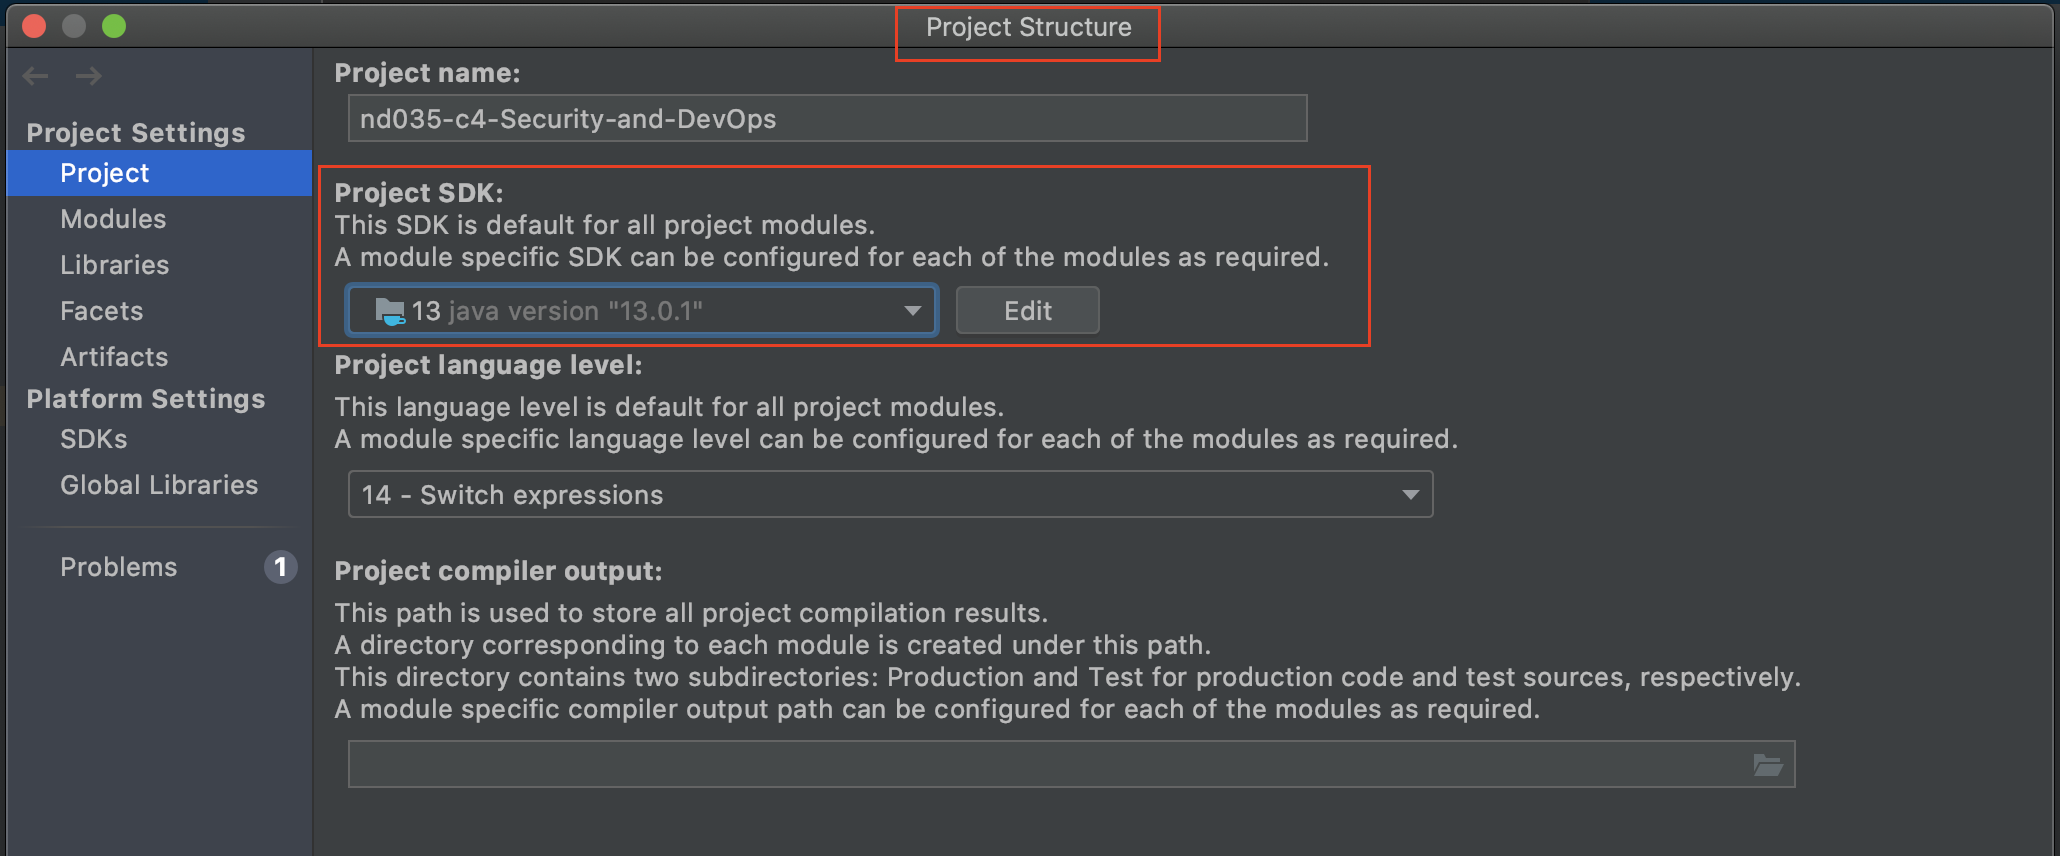 Project Structure
Project Settings
Project
Modules
Libraries
Facets
Artifacts
Platform Settings
SDKs
Global Libraries
Problems 1
Project name:
nd035-c4-Security-and-DevOps
Project SDK:
This SDK is default for all project modules.
A module specific SDK can be configured for each of the modules as required.
13 java version "13.0.1" Edit
Project language level:
This language level is default for all project modules.
A module specific language level can be configured for each of the modules as required.
14 - Switch expressions
Project compiler output:
This path is used to store all project compilation results.
A directory corresponding to each module is created under this path.
This directory contains two subdirectories: Production and Test for production code and test sources, respectively.
A module specific compiler output path can be configured for each of the modules as required.